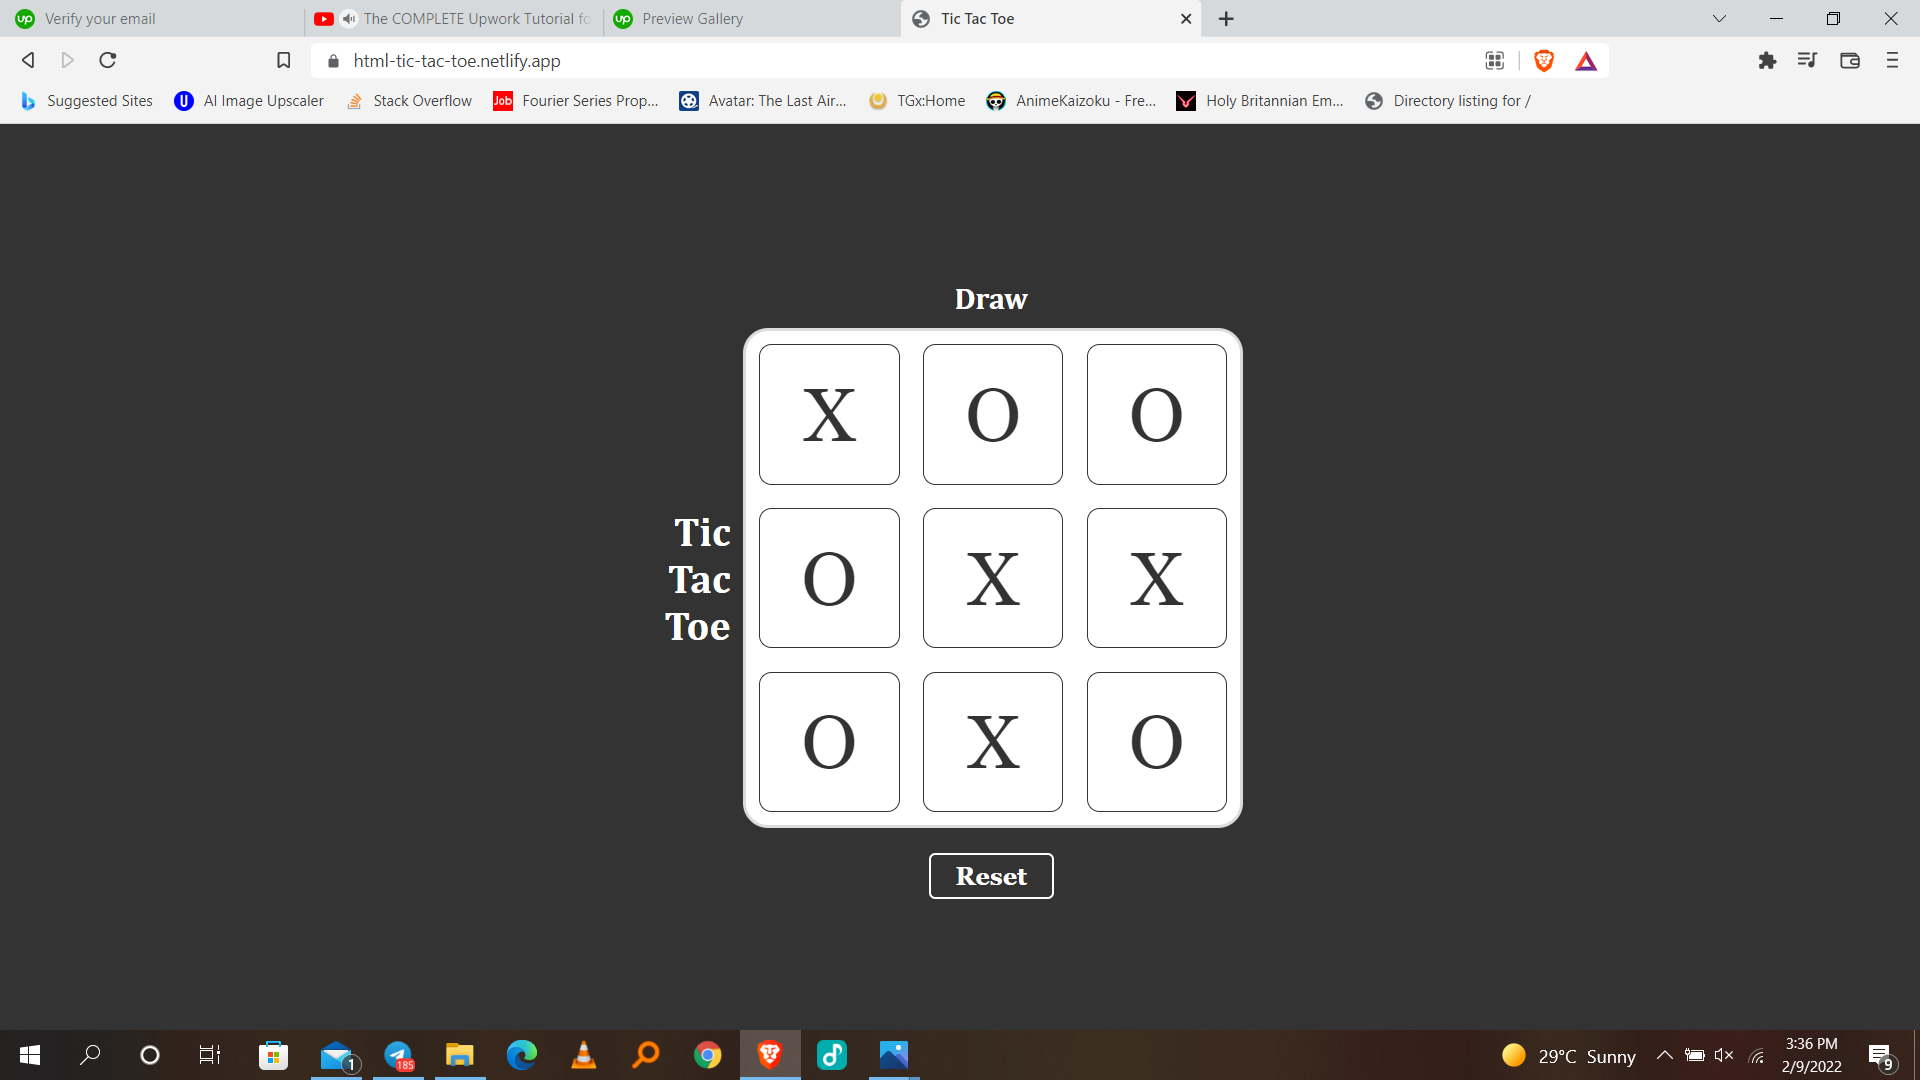 up Verify your email
The COMPLETE Upwork Tutorial fo
up Preview Gallery
Tic Tac Toe
html-tic-tac-toe.netlify.app
b Suggested Sites
U AI Image Upscaler
Stack Overflow
Job Fourier Series Prop...
Avatar: The Last Air...
TGx:Home
AnimeKaizoku - Fre...
Holy Britannian Em...
Directory listing for /
Draw
X O O
Tic
Tac
Toe
O X X
O X O
Reset
1
185
29°C Sunny
3:36 PM
2/9/2022
9